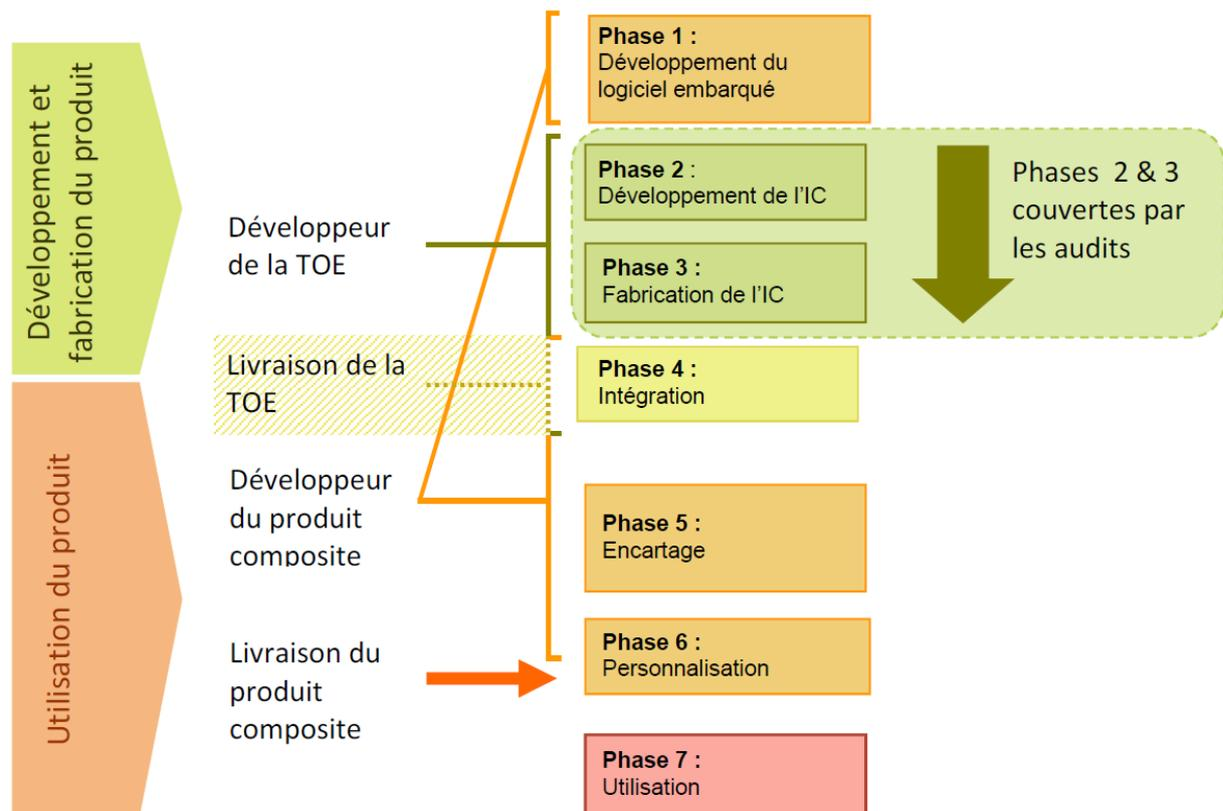 Développement et
fabrication du produit
Utilisation du produit
Développeur
de la TOE
Livraison de la
TOE
Développeur
du produit
composite
Livraison du
produit
composite
Phase 1 :
Développement du
logiciel embarqué
Phase 2 :
Développement de l'IC
Phase 3 :
Fabrication de l'IC
Phases 2 & 3
couvertes par
les audits
Phase 4 :
Intégration
Phase 5 :
Encartage
Phase 6 :
Personnalisation
Phase 7 :
Utilisation